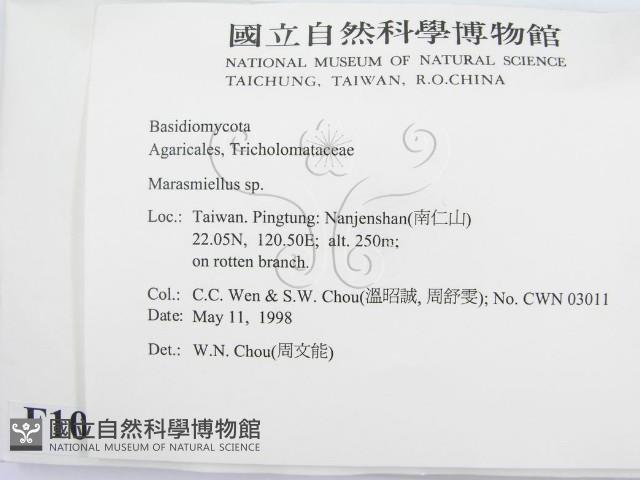 國立自然科學博物館
NATIONAL MUSEUM OF NATURAL SCIENCE
TAICHUNG, TAIWAN, R.O.CHINA
Basidiomycota
Agaricales, Tricholomataceae
Marasmiellus sp.
Loc.: Taiwan. Pingtung: Nanjenshan(南仁山)
22.05N, 120.50E; alt. 250m;
on rotten branch.
Col.: C.C. Wen & S.W. Chou(溫昭誠, 周舒雯); No. CWN 03011
Date: May 11, 1998
Det.: W.N. Chou(周文能)
國立自然科學博物館
NATIONAL MUSEUM OF NATURAL SCIENCE